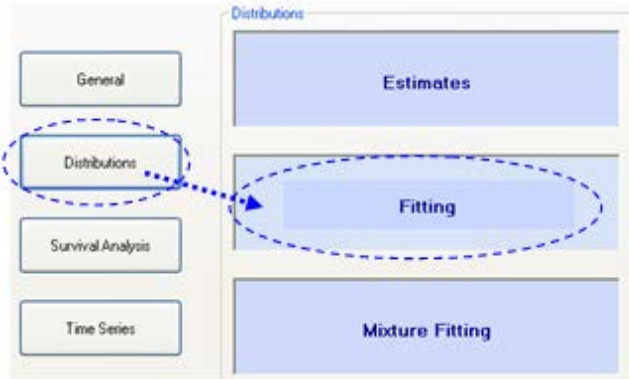 Distributions
General
Estimates
Distributions
Fitting
Survival Analysis
Time Series
Mixture Fitting